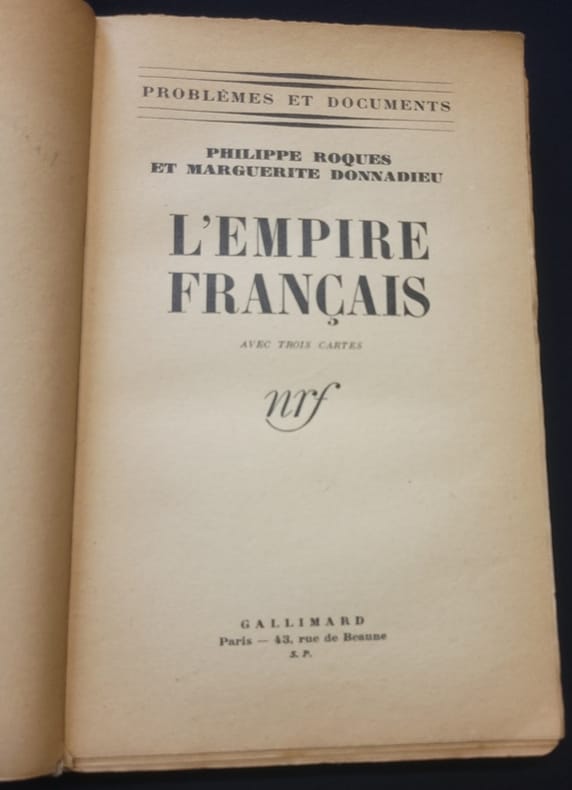 PROBLÈMES ET DOCUMENTS
PHILIPPE ROQUES
ET MARGUERITE DONNADIEU
L'EMPIRE
FRANÇAIS
AVEC TROIS CARTES
nrf
GALLIMARD
Paris — 43, rue de Beaune
S. P.